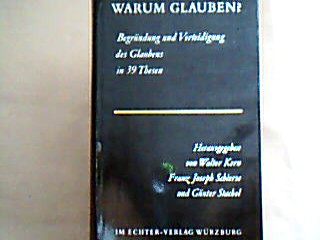 WARUM GLAUBEN?
Begründung und Verteidigung
des Glaubens
in 39 Thesen
Herausgegeben
von Walter Kern
Franz Joseph Schierse
und Günter Stachel
IM ECHTER-VERLAG WÜRZBURG